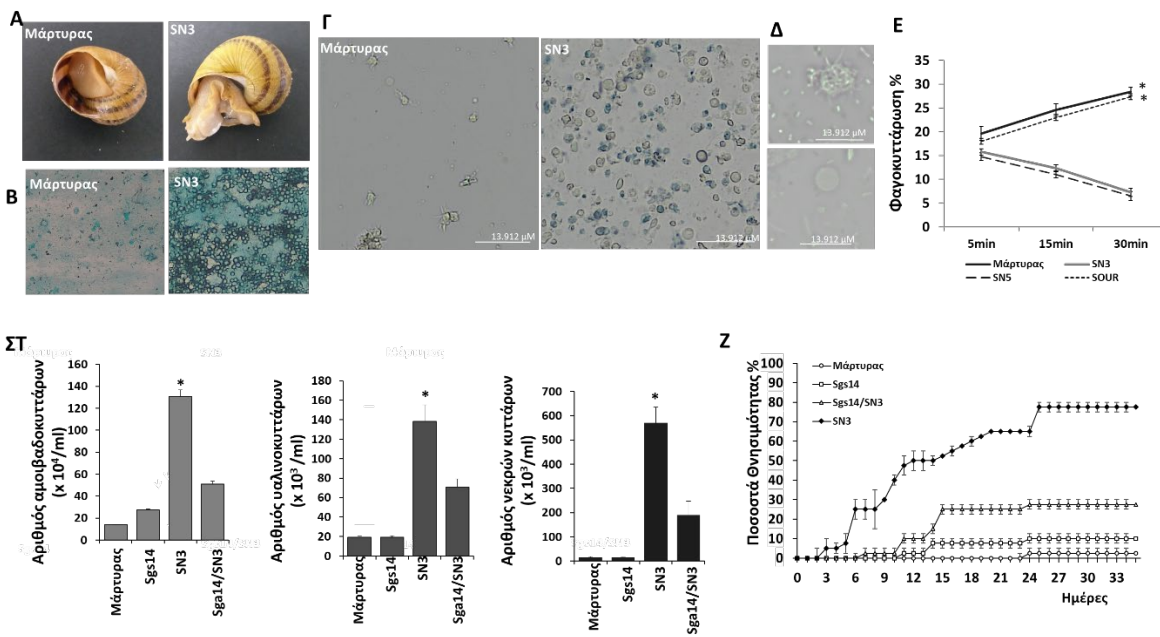 Α
Μάρτυρας
SN3
Β
Μάρτυρας
SN3
Γ
Μάρτυρας
13.912 μM
SN3
13.912 μM
Δ
13.912 μM
13.912 μM
Ε
Φαγοκυττάρωση %
35
30
25
20
15
10
5
0
5min 15min 30min
*
*
Μάρτυρας SN3
SN5 SOUR
ΣΤ
Αριθμός αμοιβαδοκυττάρων
(x 10⁴/ml)
160
140
120
100
80
60
40
20
0
*
Μάρτυρας
Sgs14
SN3
Sga14/SN3
Μάρτυρας
Αριθμός υαλινοκυττάρων
(x 10³ /ml)
180
160
140
120
100
80
60
40
20
0
*
Μάρτυρας
Sgs14
SN3
Sga14/SN3
Αριθμός νεκρών κυττάρων
(x 10³ /ml)
700
600
500
400
300
200
100
0
*
Μάρτυρας
Sgs14
SN3
Sga14/SN3
Ζ
Ποσοστά Θνησιμότητας %
100
90
80
70
60
50
40
30
20
10
0
Μάρτυρας
Sgs14
Sgs14/SN3
SN3
0 3 6 9 12 15 18 21 24 27 30 33
Ημέρες